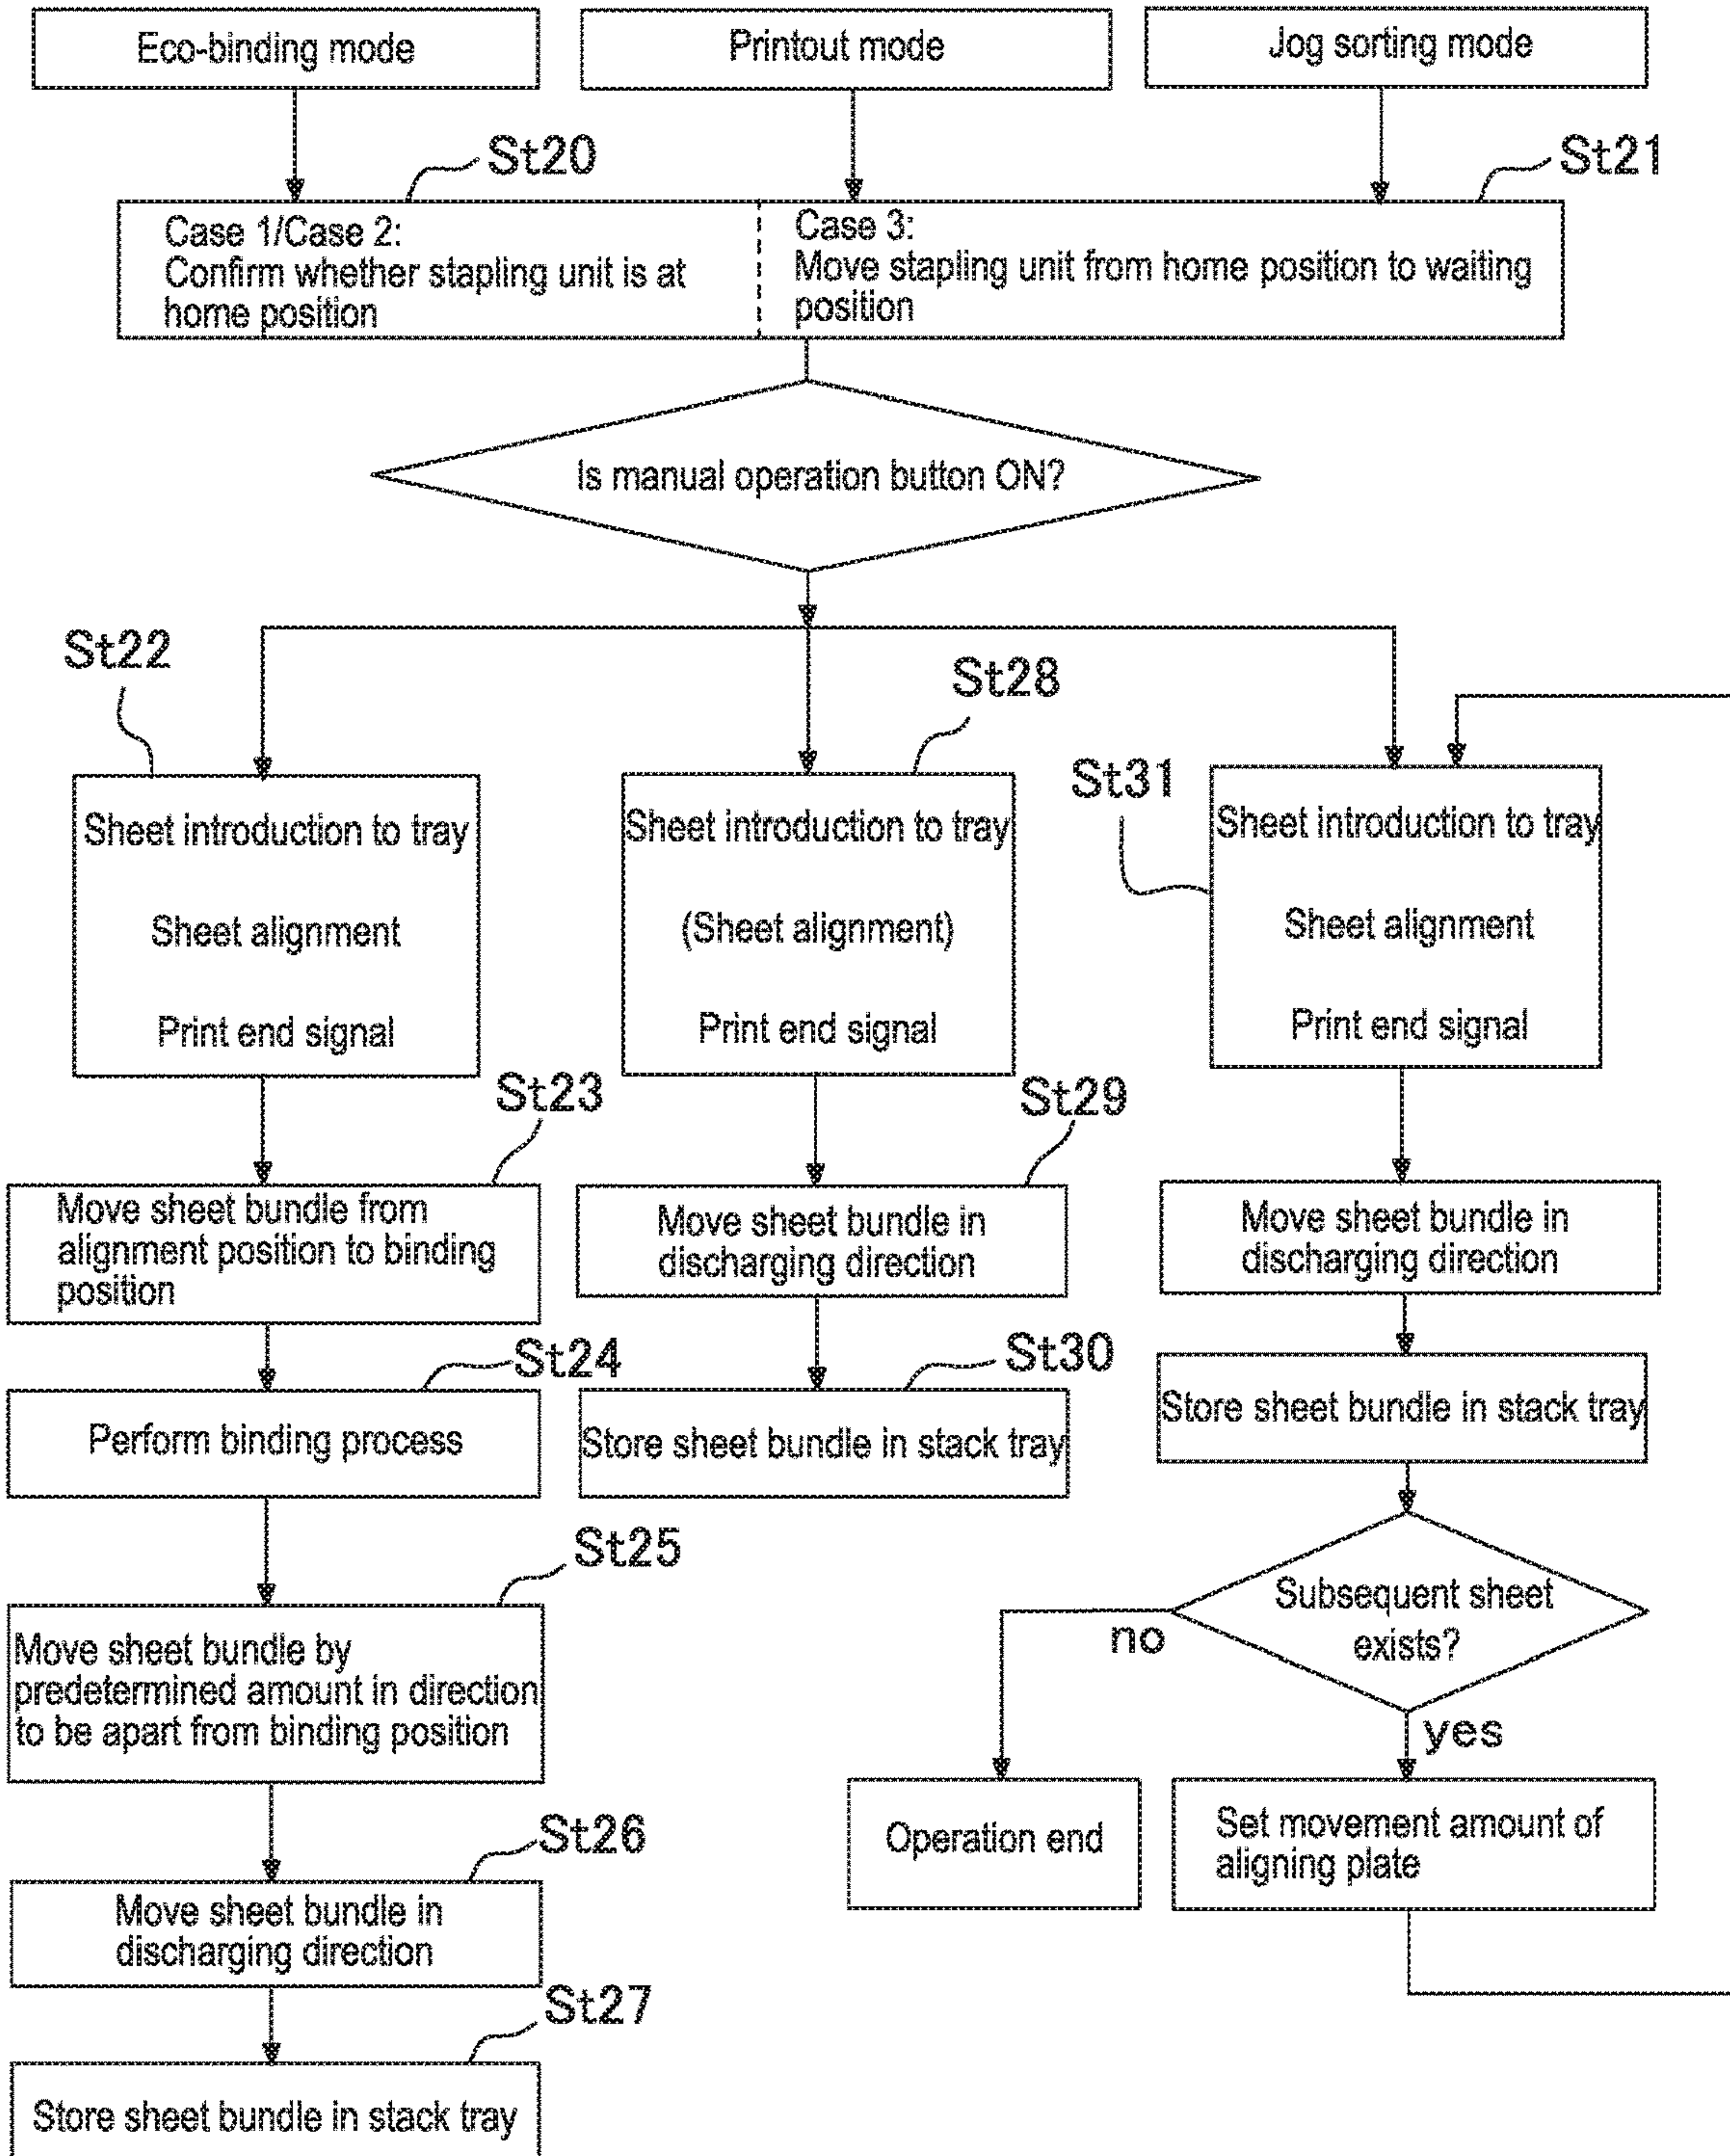 Eco-binding mode
Printout mode
Jog sorting mode
St20
St21
Case 1/Case 2:
Confirm whether stapling unit is at
home position
Case 3:
Move stapling unit from home position to waiting
position
Is manual operation button ON?
St22
Sheet introduction to tray
Sheet alignment
Print end signal
St23
Move sheet bundle from
alignment position to binding
position
St24
Perform binding process
St25
Move sheet bundle by
predetermined amount in direction
to be apart from binding position
St26
Move sheet bundle in
discharging direction
St27
Store sheet bundle in stack tray
St28
Sheet introduction to tray
(Sheet alignment)
Print end signal
St29
Move sheet bundle in
discharging direction
St30
Store sheet bundle in stack tray
St31
Sheet introduction to tray
Sheet alignment
Print end signal
Move sheet bundle in
discharging direction
Store sheet bundle in stack tray
Subsequent sheet
exists?
no
yes
Operation end
Set movement amount of
aligning plate